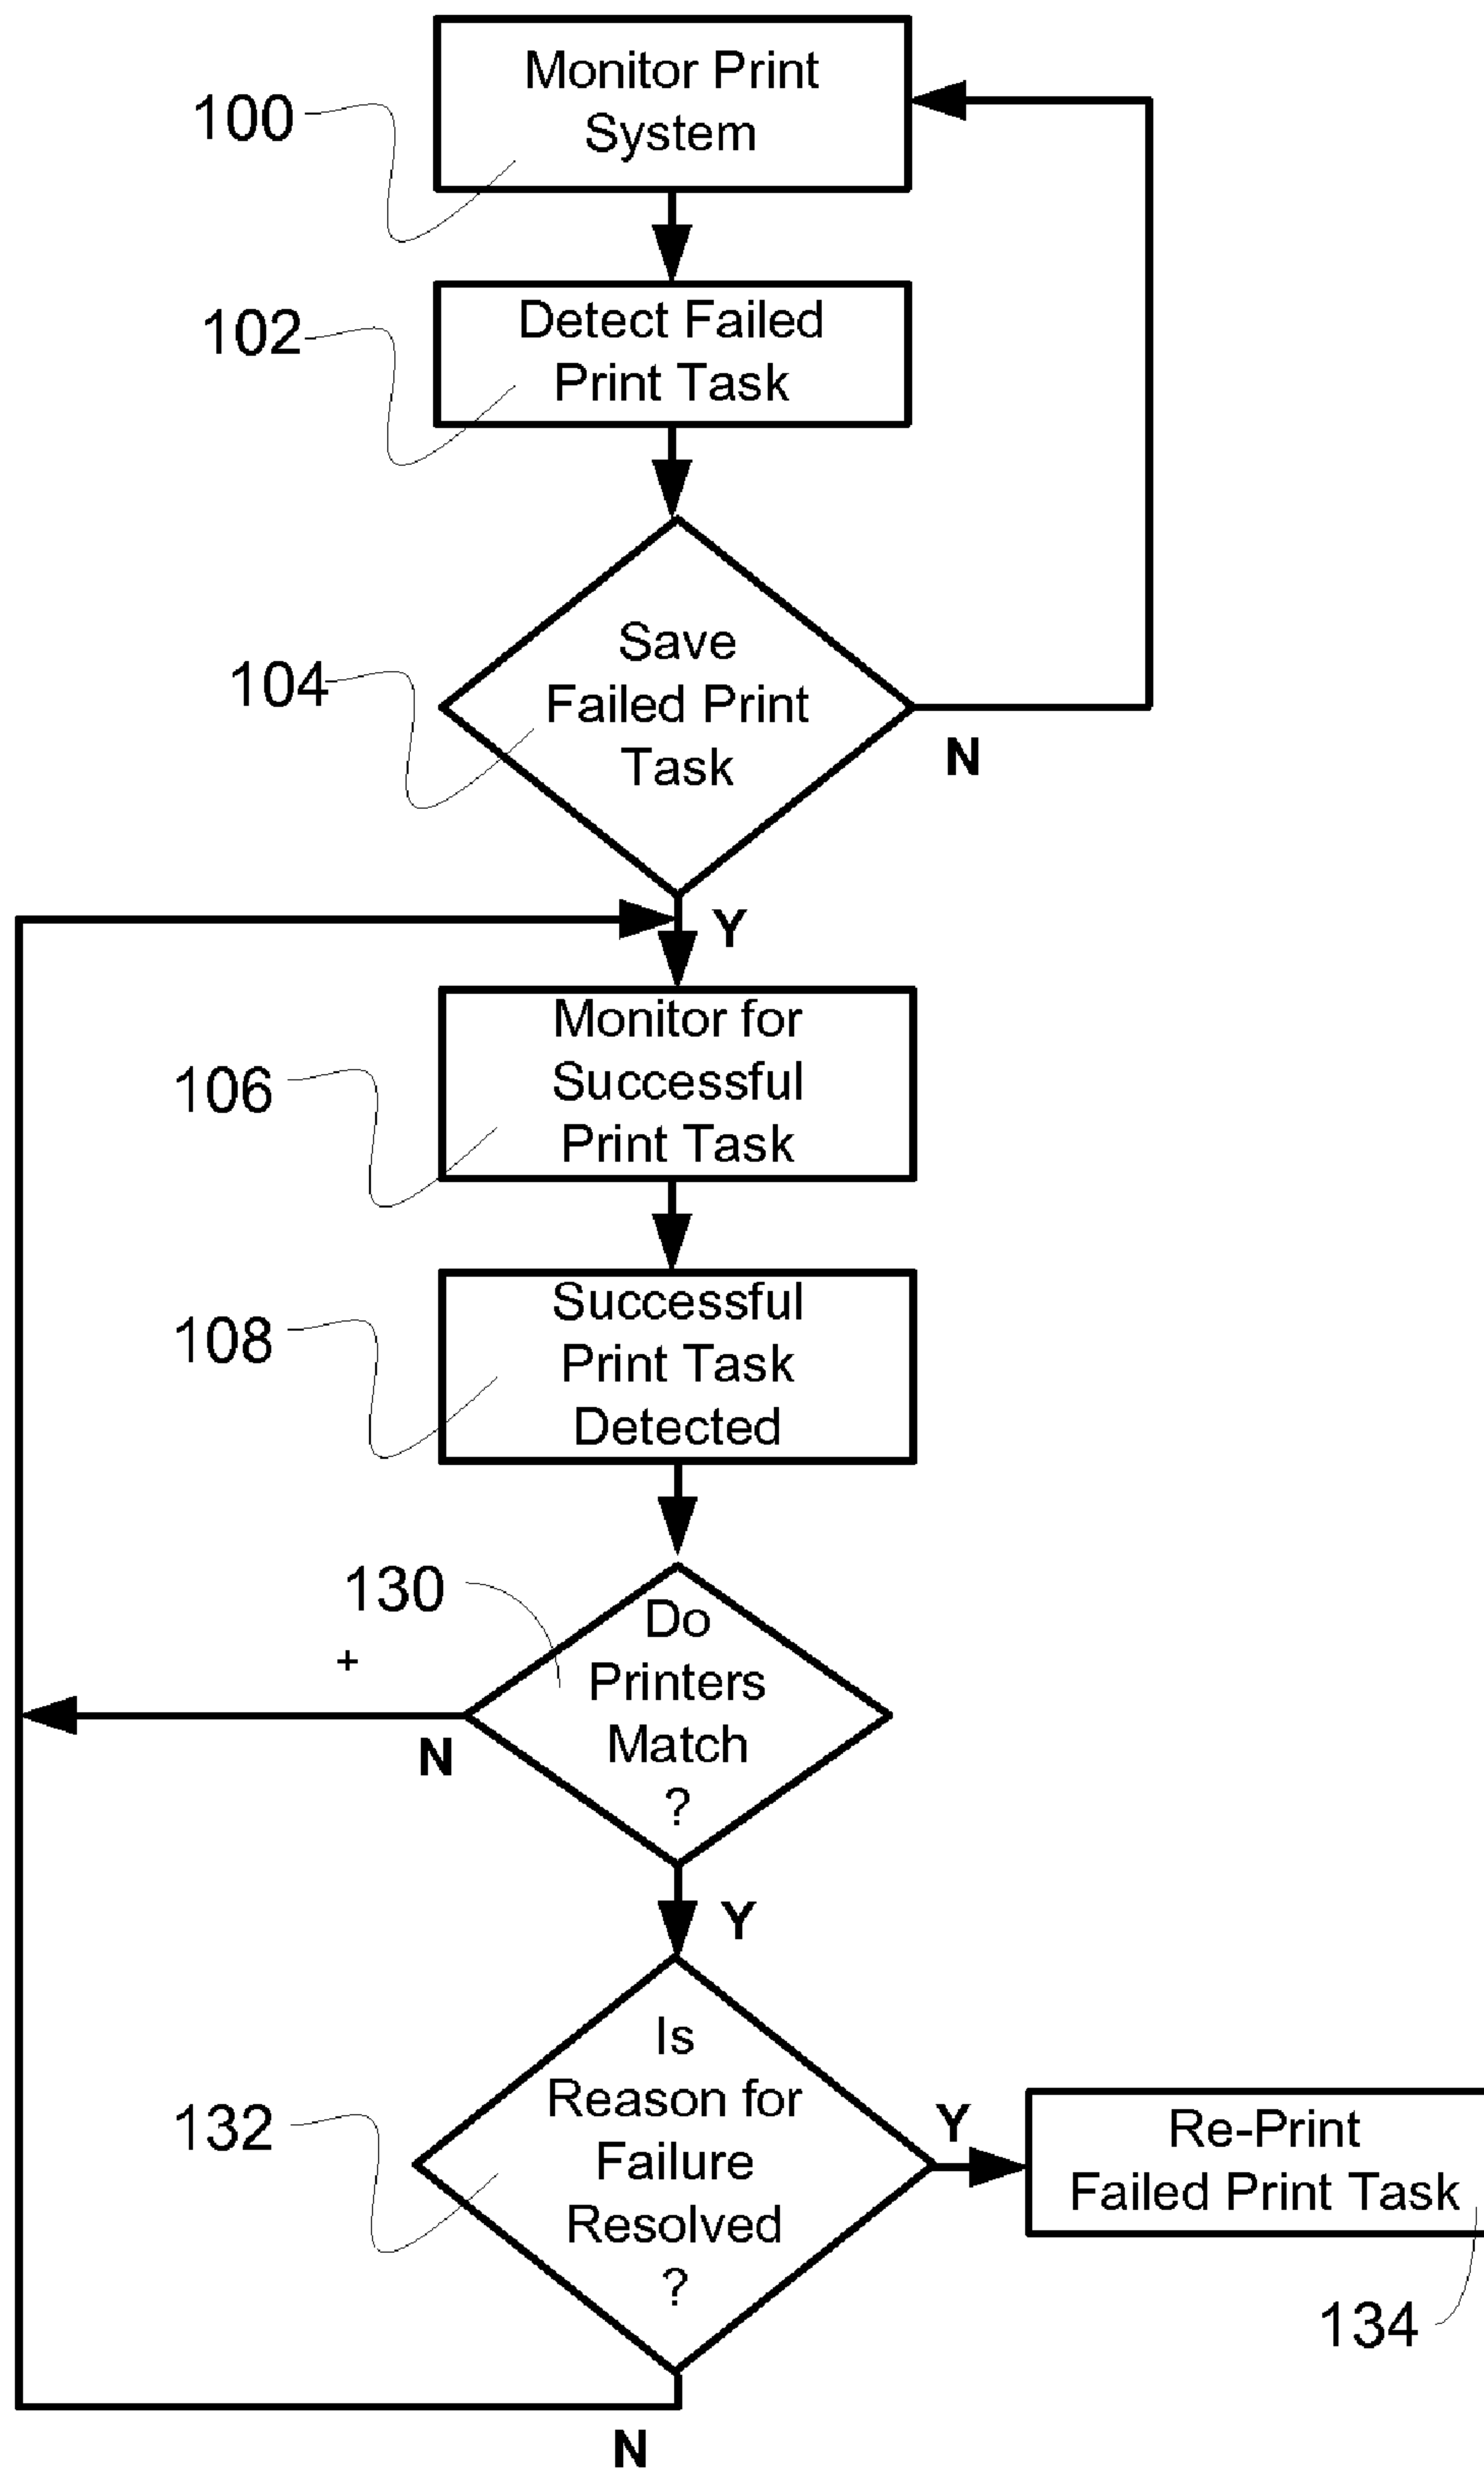 Monitor Print
System
100
Detect Failed
Print Task
102
Save
Failed Print
Task
104
N
Y
Monitor for
Successful
Print Task
106
Successful
Print Task
Detected
108
130
Do
Printers
Match
?
+
N
Y
Is
Reason for
Failure
Resolved
?
132
Y
Re-Print
Failed Print Task
134
N